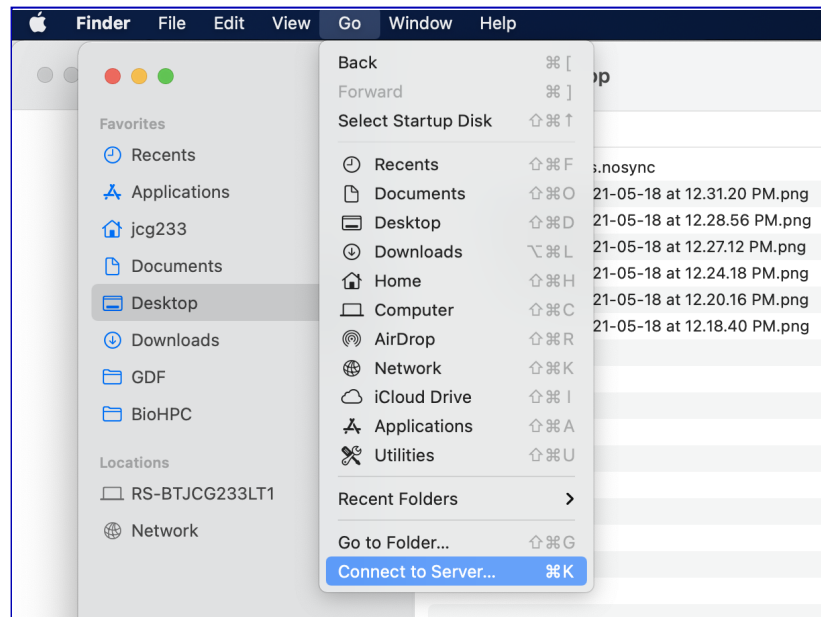 Finder File Edit View Go Window Help
Favorites
Recents
Applications
jcg233
Documents
Desktop
Downloads
GDF
BioHPC
Locations
RS-BTJCG233LT1
Network
Back ⌘ [
Forward ⌘ ]
Select Startup Disk ⇧⌘↑
Recents ⇧⌘F
Documents ⇧⌘O
Desktop ⇧⌘D
Downloads ⌥⌘L
Home ⇧⌘H
Computer ⇧⌘C
AirDrop ⇧⌘R
Network ⇧⌘K
iCloud Drive ⇧⌘I
Applications ⇧⌘A
Utilities ⇧⌘U
Recent Folders
Go to Folder... ⇧⌘G
Connect to Server... ⌘K
op
s.nosync
21-05-18 at 12.31.20 PM.png
21-05-18 at 12.28.56 PM.png
21-05-18 at 12.27.12 PM.png
21-05-18 at 12.24.18 PM.png
21-05-18 at 12.20.16 PM.png
21-05-18 at 12.18.40 PM.png